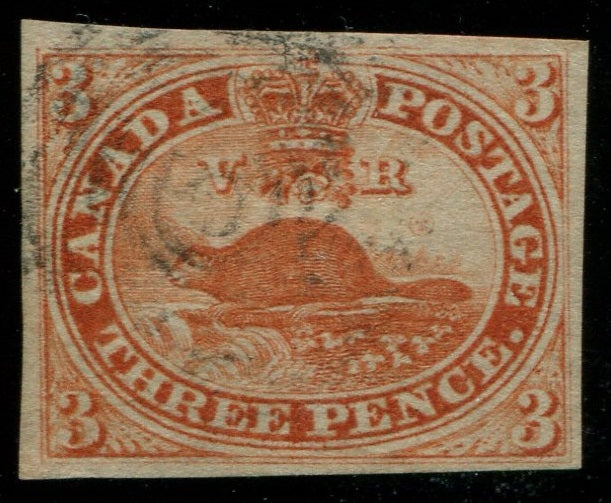 3 3
CANADA POSTAGE.
V R
THREE PENCE.
3 3